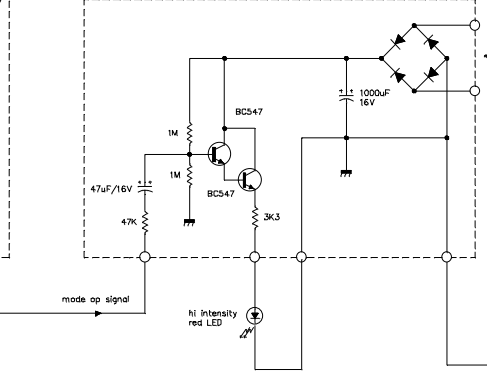 BC547
1000uF
16V
1M
1M
BC547
47uF/16V
47K
3K3
mode op signal
hi intensity
red LED